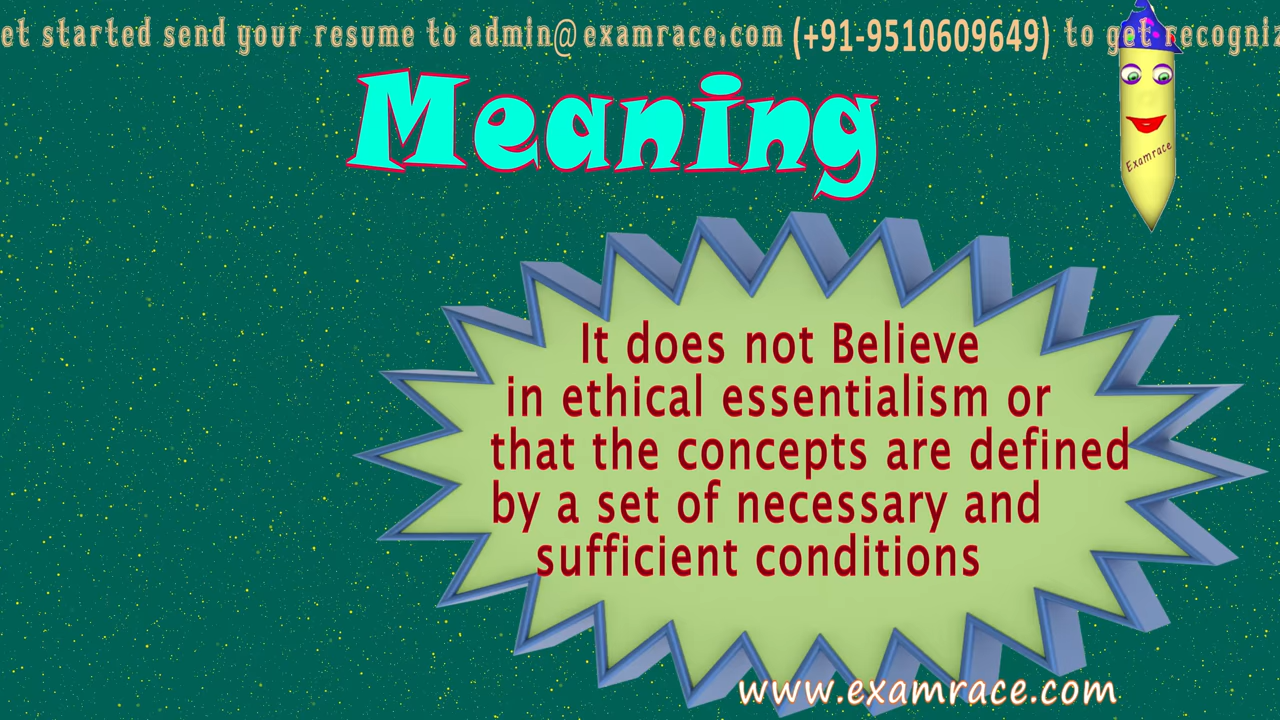 et started send your resume to admin@examrace.com (+91-9510609649) to get
Meaning
Examrace
It does not Believe
in ethical essentialism or
that the concepts are defined
by a set of necessary and
sufficient conditions
www.examrace.com